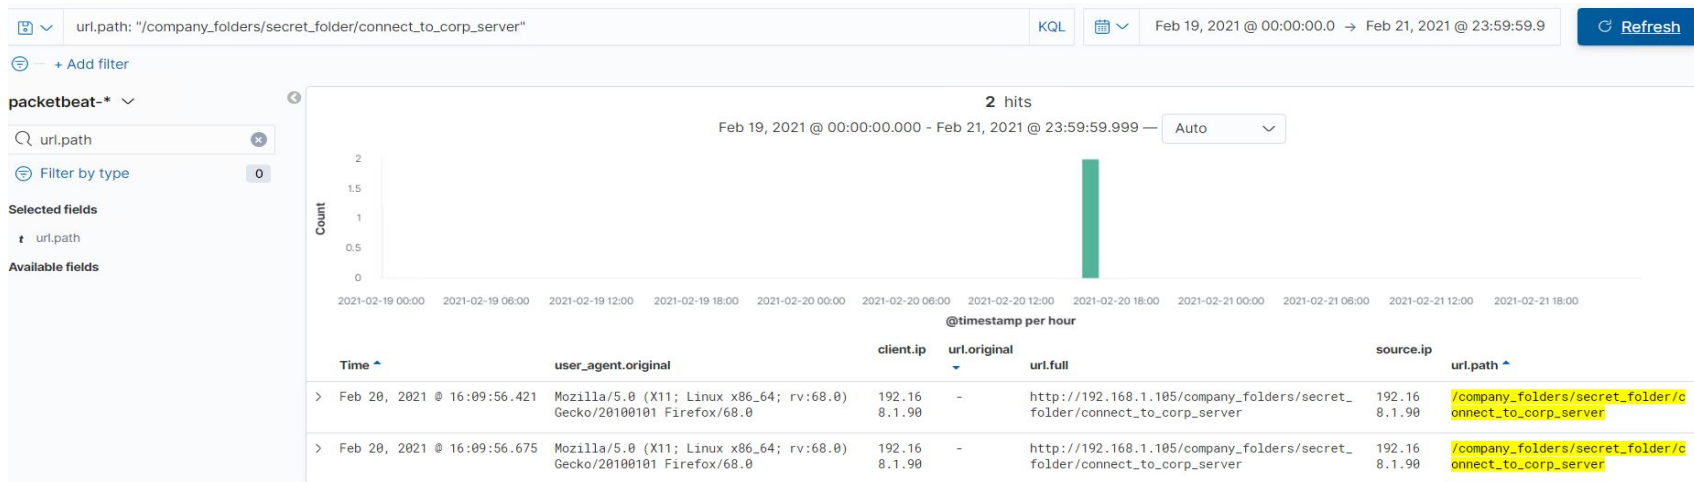 url.path: "/company_folders/secret_folder/connect_to_corp_server"
KQL
Feb 19, 2021 @ 00:00:00.0 → Feb 21, 2021 @ 23:59:59.9
Refresh
+ Add filter
packetbeat-*
url.path
Filter by type 0
Selected fields
t url.path
Available fields
2 hits
Feb 19, 2021 @ 00:00:00.000 - Feb 21, 2021 @ 23:59:59.999 — Auto
Count
2
1.5
1
0.5
0
2021-02-19 00:00 2021-02-19 06:00 2021-02-19 12:00 2021-02-19 18:00 2021-02-20 00:00 2021-02-20 06:00 2021-02-20 12:00 2021-02-20 18:00 2021-02-21 00:00 2021-02-21 06:00 2021-02-21 12:00 2021-02-21 18:00
@timestamp per hour
Time user_agent.original client.ip url.original url.full source.ip url.path
Feb 20, 2021 @ 16:09:56.421 Mozilla/5.0 (X11; Linux x86_64; rv:68.0) 192.16 - http://192.168.1.105/company_folders/secret_ 192.16 /company_folders/secret_folder/c
Gecko/20100101 Firefox/68.0 8.1.90 folder/connect_to_corp_server 8.1.90 onnect_to_corp_server
Feb 20, 2021 @ 16:09:56.675 Mozilla/5.0 (X11; Linux x86_64; rv:68.0) 192.16 - http://192.168.1.105/company_folders/secret_ 192.16 /company_folders/secret_folder/c
Gecko/20100101 Firefox/68.0 8.1.90 folder/connect_to_corp_server 8.1.90 onnect_to_corp_server